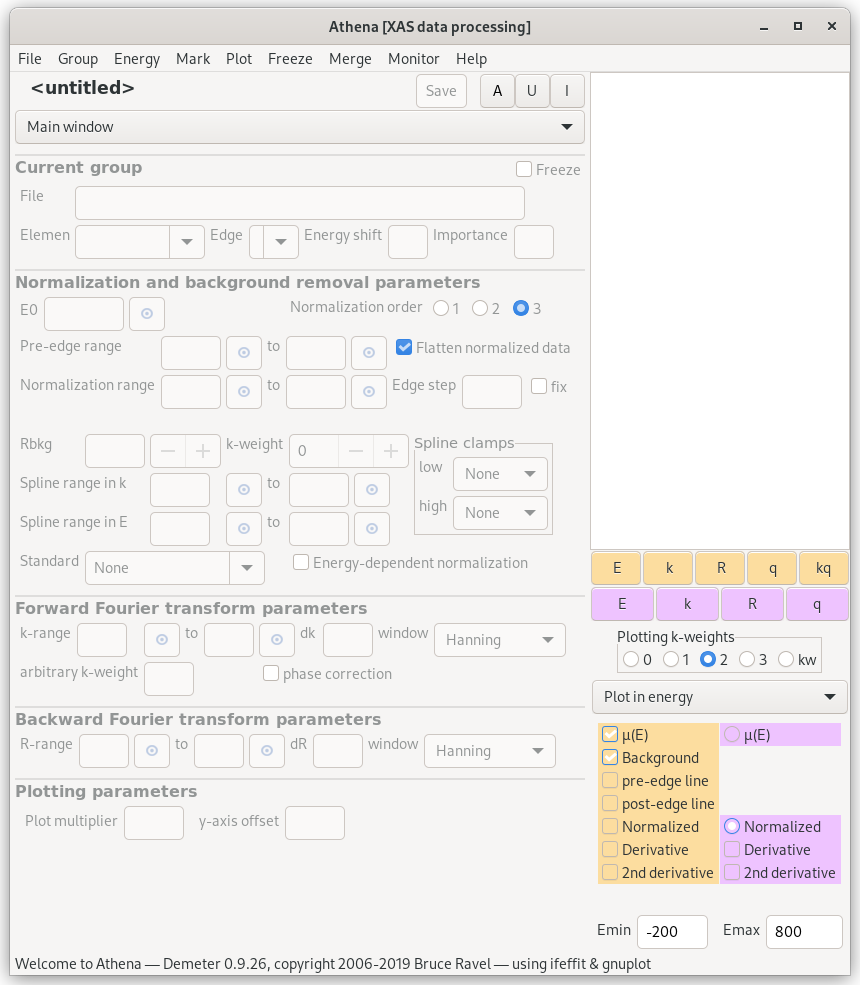 Athena [XAS data processing]
File Group Energy Mark Plot Freeze Merge Monitor Help
<untitled>
Save A U I
Main window
Current group
Freeze
File
Elemen Edge Energy shift Importance
Normalization and background removal parameters
E0 Normalization order 1 2 3
Pre-edge range to Flatten normalized data
Normalization range to Edge step fix
Rbkg k-weight 0
Spline clamps
low None
high None
Spline range in k to
Spline range in E to
Standard None Energy-dependent normalization
Forward Fourier transform parameters
k-range to dk window Hanning
arbitrary k-weight phase correction
Backward Fourier transform parameters
R-range to dR window Hanning
Plotting parameters
Plot multiplier y-axis offset
E k R q kq
E k R q
Plotting k-weights
0 1 2 3 kw
Plot in energy
μ(E) μ(E)
Background
pre-edge line
post-edge line
Normalized Normalized
Derivative Derivative
2nd derivative 2nd derivative
Emin -200 Emax 800
Welcome to Athena — Demeter 0.9.26, copyright 2006-2019 Bruce Ravel — using ifeffit & gnuplot